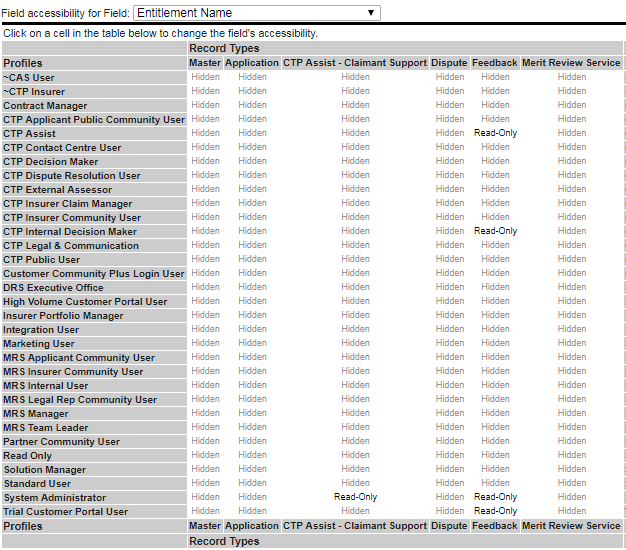 Field accessibility for Field: Entitlement Name
Click on a cell in the table below to change the field's accessibility.
Record Types
Profiles Master Application CTP Assist - Claimant Support Dispute Feedback Merit Review Service
~CAS User Hidden Hidden Hidden Hidden Hidden Hidden
~CTP Insurer Hidden Hidden Hidden Hidden Hidden Hidden
Contract Manager Hidden Hidden Hidden Hidden Hidden Hidden
CTP Applicant Public Community User Hidden Hidden Hidden Hidden Hidden Hidden
CTP Assist Hidden Hidden Hidden Hidden Read-Only Hidden
CTP Contact Centre User Hidden Hidden Hidden Hidden Hidden Hidden
CTP Decision Maker Hidden Hidden Hidden Hidden Hidden Hidden
CTP Dispute Resolution User Hidden Hidden Hidden Hidden Hidden Hidden
CTP External Assessor Hidden Hidden Hidden Hidden Hidden Hidden
CTP Insurer Claim Manager Hidden Hidden Hidden Hidden Hidden Hidden
CTP Insurer Community User Hidden Hidden Hidden Hidden Hidden Hidden
CTP Internal Decision Maker Hidden Hidden Hidden Hidden Read-Only Hidden
CTP Legal & Communication Hidden Hidden Hidden Hidden Hidden Hidden
CTP Public User Hidden Hidden Hidden Hidden Hidden Hidden
Customer Community Plus Login User Hidden Hidden Hidden Hidden Hidden Hidden
DRS Executive Office Hidden Hidden Hidden Hidden Hidden Hidden
High Volume Customer Portal User Hidden Hidden Hidden Hidden Hidden Hidden
Insurer Portfolio Manager Hidden Hidden Hidden Hidden Hidden Hidden
Integration User Hidden Hidden Hidden Hidden Hidden Hidden
Marketing User Hidden Hidden Hidden Hidden Hidden Hidden
MRS Applicant Community User Hidden Hidden Hidden Hidden Hidden Hidden
MRS Insurer Community User Hidden Hidden Hidden Hidden Hidden Hidden
MRS Internal User Hidden Hidden Hidden Hidden Hidden Hidden
MRS Legal Rep Community User Hidden Hidden Hidden Hidden Hidden Hidden
MRS Manager Hidden Hidden Hidden Hidden Hidden Hidden
MRS Team Leader Hidden Hidden Hidden Hidden Hidden Hidden
Partner Community User Hidden Hidden Hidden Hidden Hidden Hidden
Read Only Hidden Hidden Hidden Hidden Hidden Hidden
Solution Manager Hidden Hidden Hidden Hidden Hidden Hidden
Standard User Hidden Hidden Hidden Hidden Hidden Hidden
System Administrator Hidden Hidden Read-Only Hidden Read-Only Hidden
Trial Customer Portal User Hidden Hidden Hidden Hidden Read-Only Hidden
Profiles Master Application CTP Assist - Claimant Support Dispute Feedback Merit Review Service
Record Types